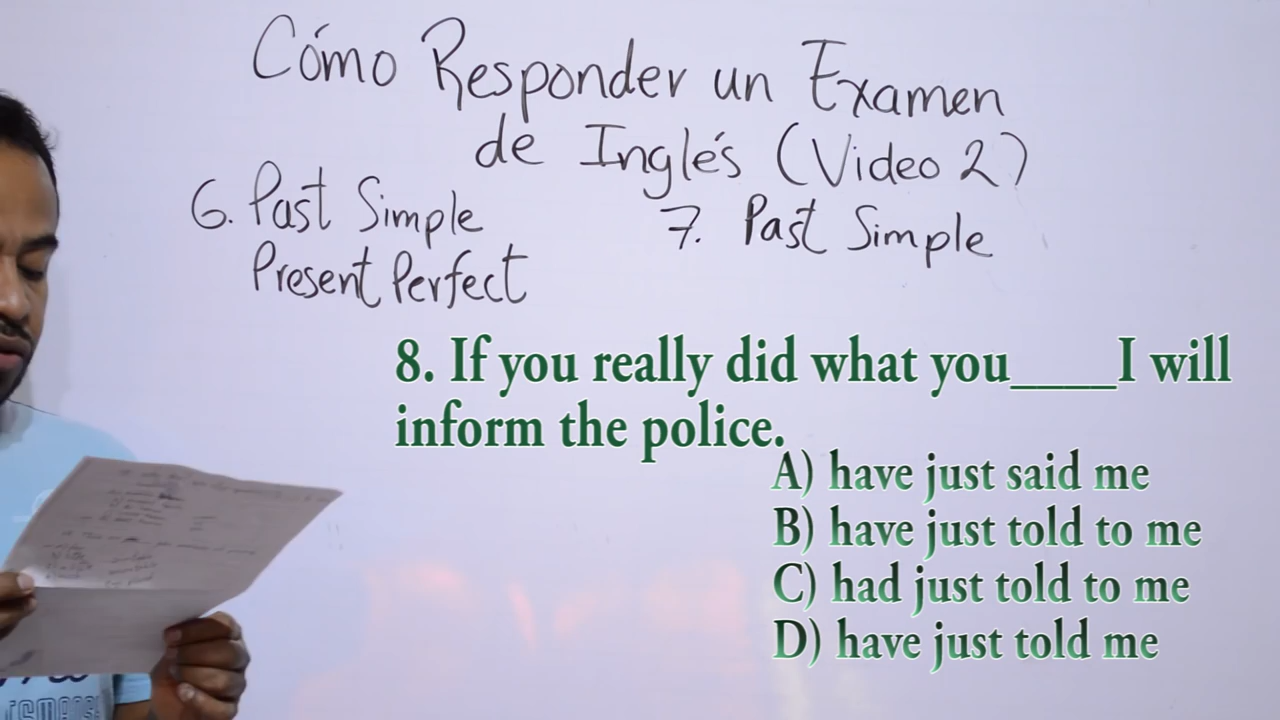 Cómo Responder un Examen
de Inglés (Video 2)
6. Past Simple
Present Perfect
7. Past Simple
8. If you really did what you____I will
inform the police.
A) have just said me
B) have just told to me
C) had just told to me
D) have just told me